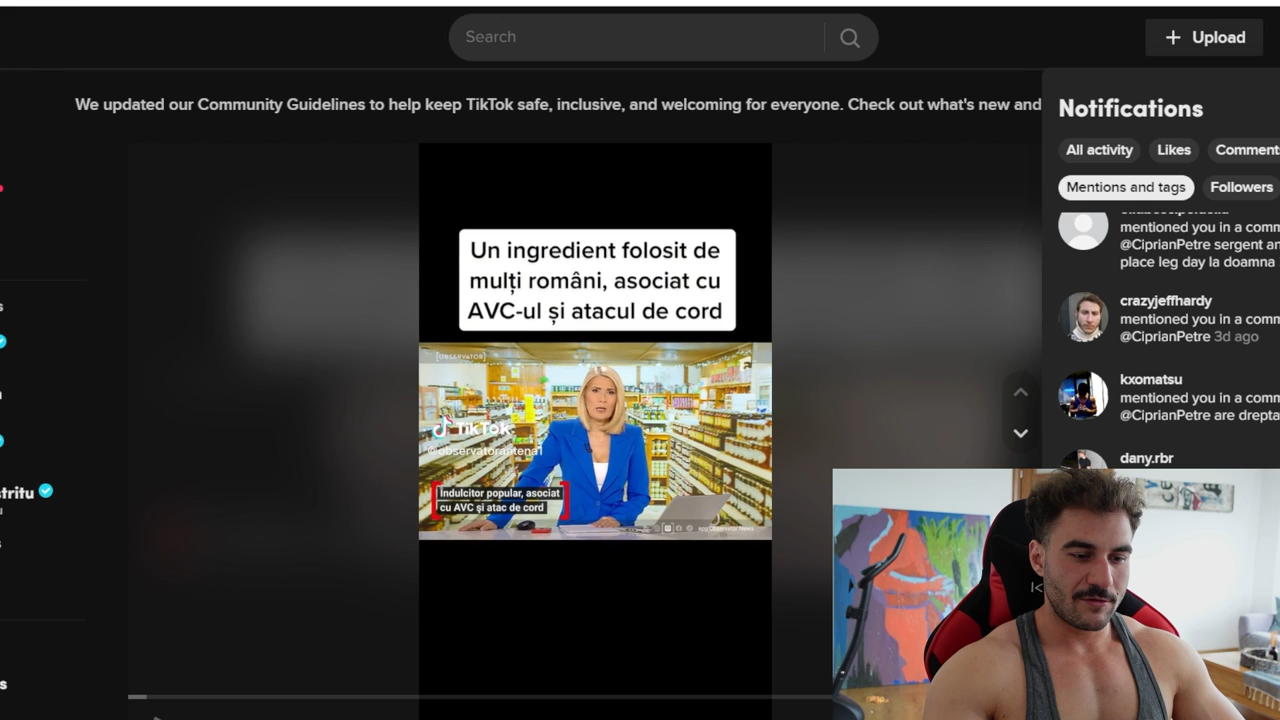 Search
Upload
We updated our Community Guidelines to help keep TikTok safe, inclusive, and welcoming for everyone. Check out what's new and
Notifications
All activity
Likes
Comment
Mentions and tags
Followers
mentioned you in a comm
@CiprianPetre sergent an
place leg day la doamna
crazyjeffhardy
mentioned you in a comm
@CiprianPetre 3d ago
kxomatsu
mentioned you in a comm
@CiprianPetre are drepta
dany.rbr
Un ingredient folosit de
mulți români, asociat cu
AVC-ul și atacul de cord
[OBSERVATOR]
TikTok
@observatorantena1
Indulcitor popular, asociat
cu AVC şi atac de cord
stritu